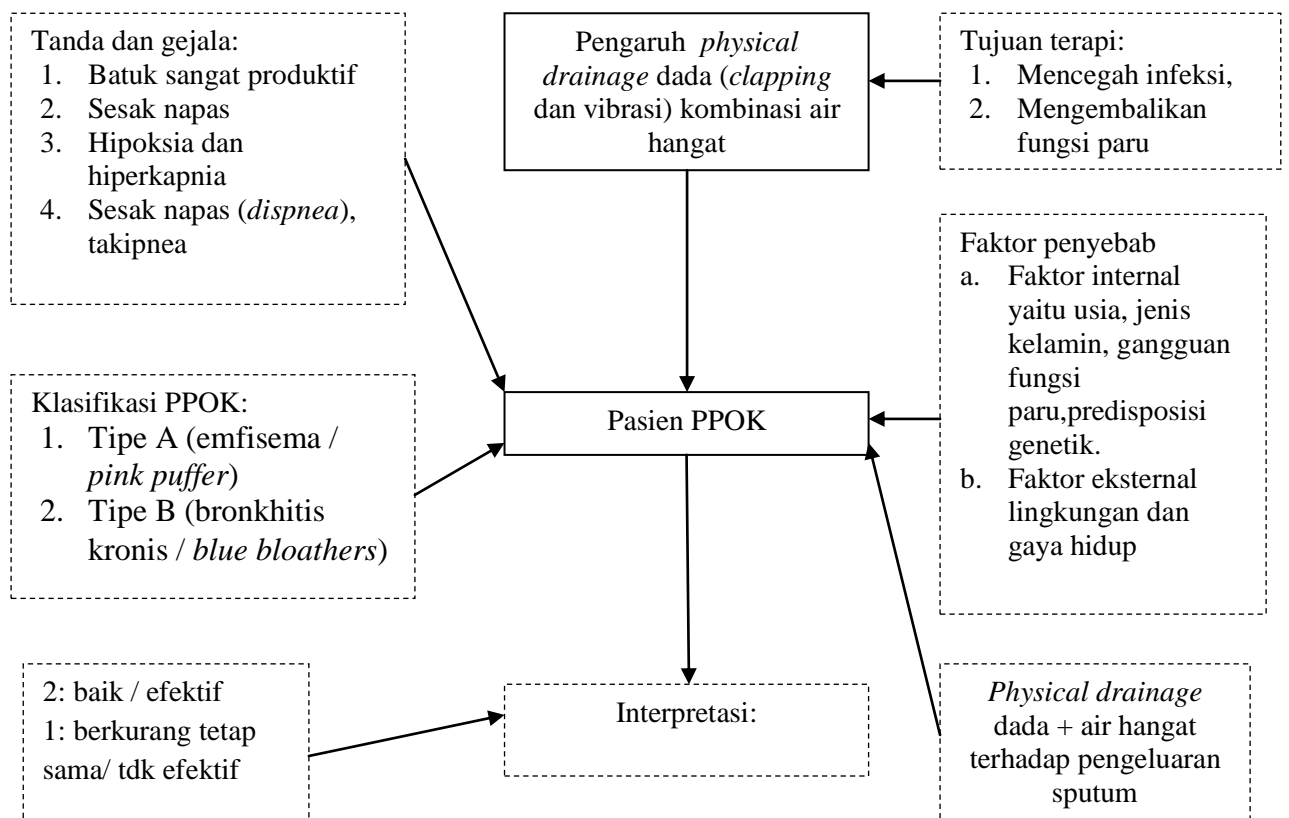 Tanda dan gejala:
1. Batuk sangat produktif
2. Sesak napas
3. Hipoksia dan
hiperkapnia
4. Sesak napas (dispnea),
takipnea
Pengaruh physical
drainage dada (clapping
dan vibrasi) kombinasi air
hangat
Tujuan terapi:
1. Mencegah infeksi,
2. Mengembalikan
fungsi paru
Faktor penyebab
a. Faktor internal
yaitu usia, jenis
kelamin, gangguan
fungsi
paru,predisposisi
genetik.
b. Faktor eksternal
lingkungan dan
gaya hidup
Klasifikasi PPOK:
1. Tipe A (emfisema /
pink puffer)
2. Tipe B (bronkhitis
kronis / blue bloathers)
Pasien PPOK
2: baik / efektif
1: berkurang tetap
sama/ tdk efektif
Interpretasi:
Physical drainage
dada + air hangat
terhadap pengeluaran
sputum